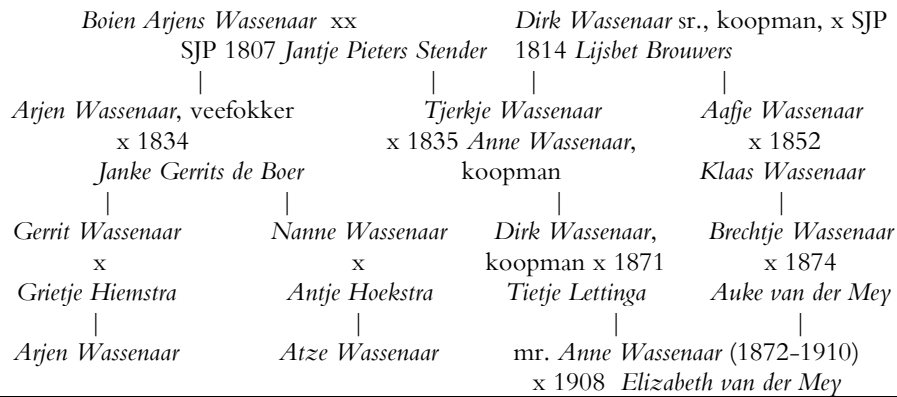 Boien Arjens Wassenaar xx Dirk Wassenaar sr., koopman, x SJP
SJP 1807 Jantje Pieters Stender 1814 Lijsbet Brouwers
| | | |
Arjen Wassenaar, veefokker Tjerkje Wassenaar Aafje Wassenaar
x 1834 x 1835 Anne Wassenaar, x 1852
Janke Gerrits de Boer koopman Klaas Wassenaar
| | | |
Gerrit Wassenaar Nanne Wassenaar Dirk Wassenaar, Brechtje Wassenaar
x x koopman x 1871 x 1874
Grietje Hiemstra Antje Hoekstra Tietje Lettinga Auke van der Mey
| | | |
Arjen Wassenaar Atze Wassenaar mr. Anne Wassenaar (1872-1910)
x 1908 Elizabeth van der Mey